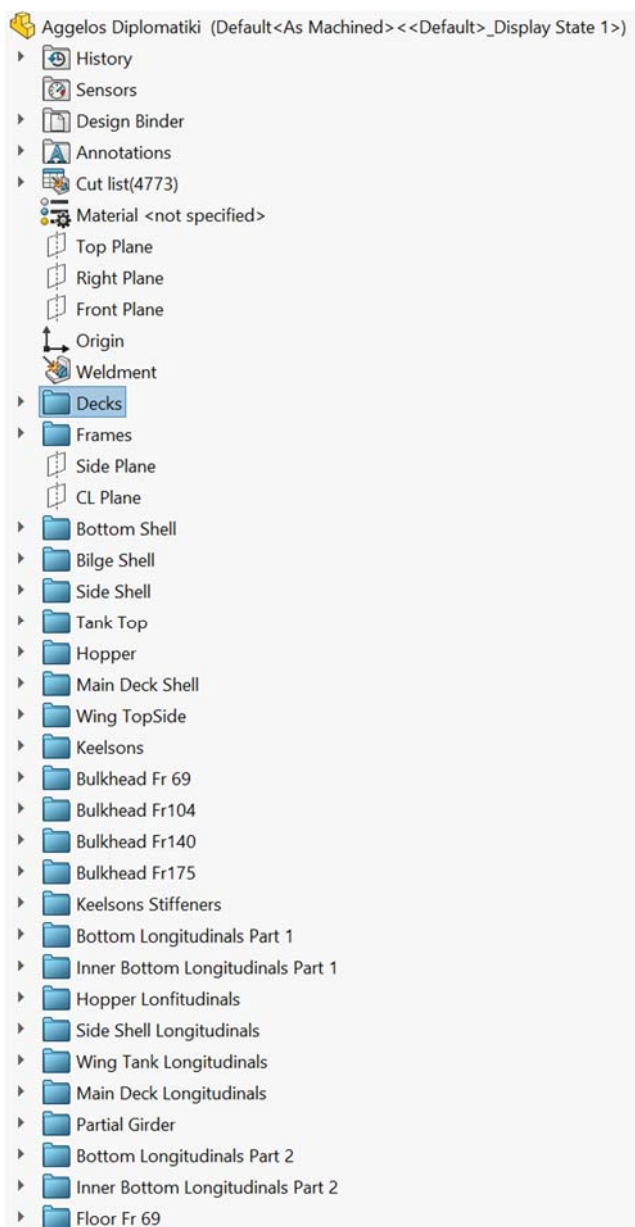 Aggelos Diplomatiki (Default<As Machined><<Default>_Display State 1>)
History
Sensors
Design Binder
Annotations
Cut list(4773)
Material <not specified>
Top Plane
Right Plane
Front Plane
Origin
Weldment
Decks
Frames
Side Plane
CL Plane
Bottom Shell
Bilge Shell
Side Shell
Tank Top
Hopper
Main Deck Shell
Wing TopSide
Keelsons
Bulkhead Fr 69
Bulkhead Fr104
Bulkhead Fr140
Bulkhead Fr175
Keelsons Stiffeners
Bottom Longitudinals Part 1
Inner Bottom Longitudinals Part 1
Hopper Lonfitudinals
Side Shell Longitudinals
Wing Tank Longitudinals
Main Deck Longitudinals
Partial Girder
Bottom Longitudinals Part 2
Inner Bottom Longitudinals Part 2
Floor Fr 69